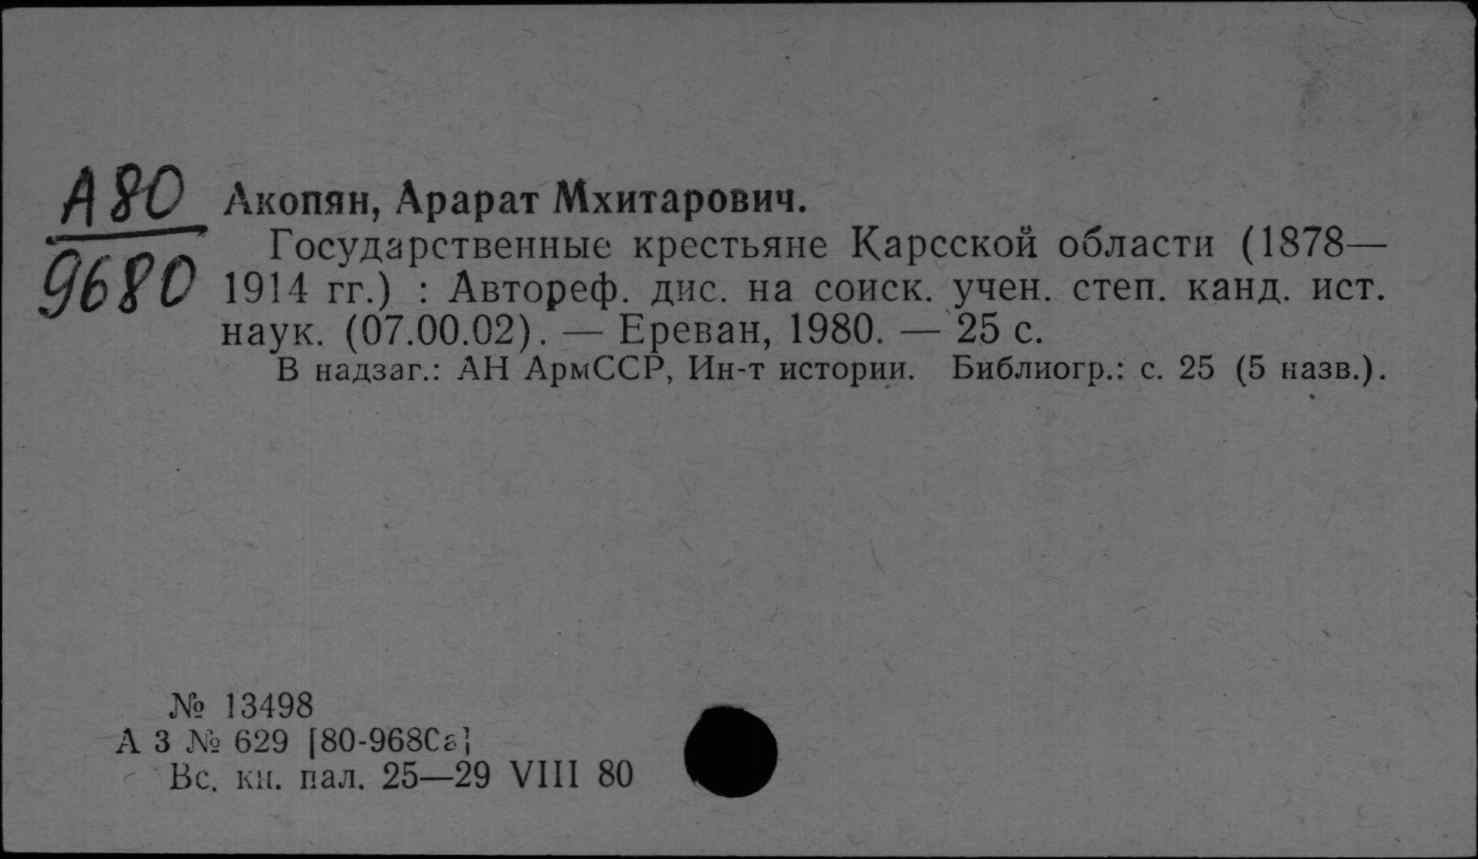 А80
9680
Акопян, Арарат Мхитарович.
Государственные крестьяне Карсской области (1878—
1914 гг.) : Автореф. дис. на соиск. учен. степ. канд. ист.
наук. (07.00.02). — Ереван, 1980. — 25 с.
В надзаг.: АН АрмССР, Ин-т истории. Библиогр.: с. 25 (5 назв.).
№ 13498
А 3 № 629 [80-9680а]
Вс. кн. пал. 25—29 VIII 80